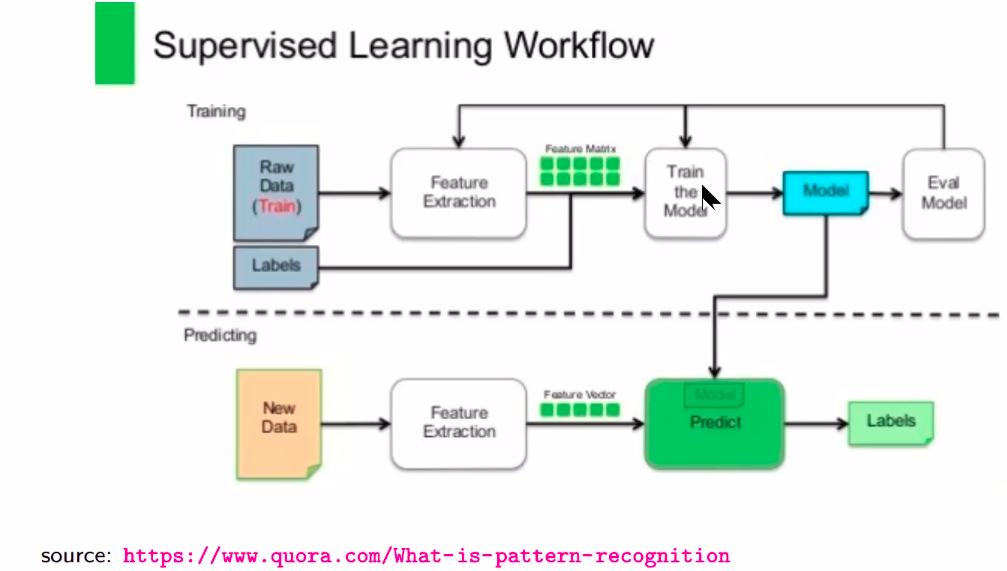 Supervised Learning Workflow
Training
Raw
Data
(Train)
Labels
Feature
Extraction
Feature Matrix
Train
the
Model
Model
Eval
Model
Predicting
New
Data
Feature
Extraction
Feature Vector
Model
Predict
Labels
source: https://www.quora.com/What-is-pattern-recognition